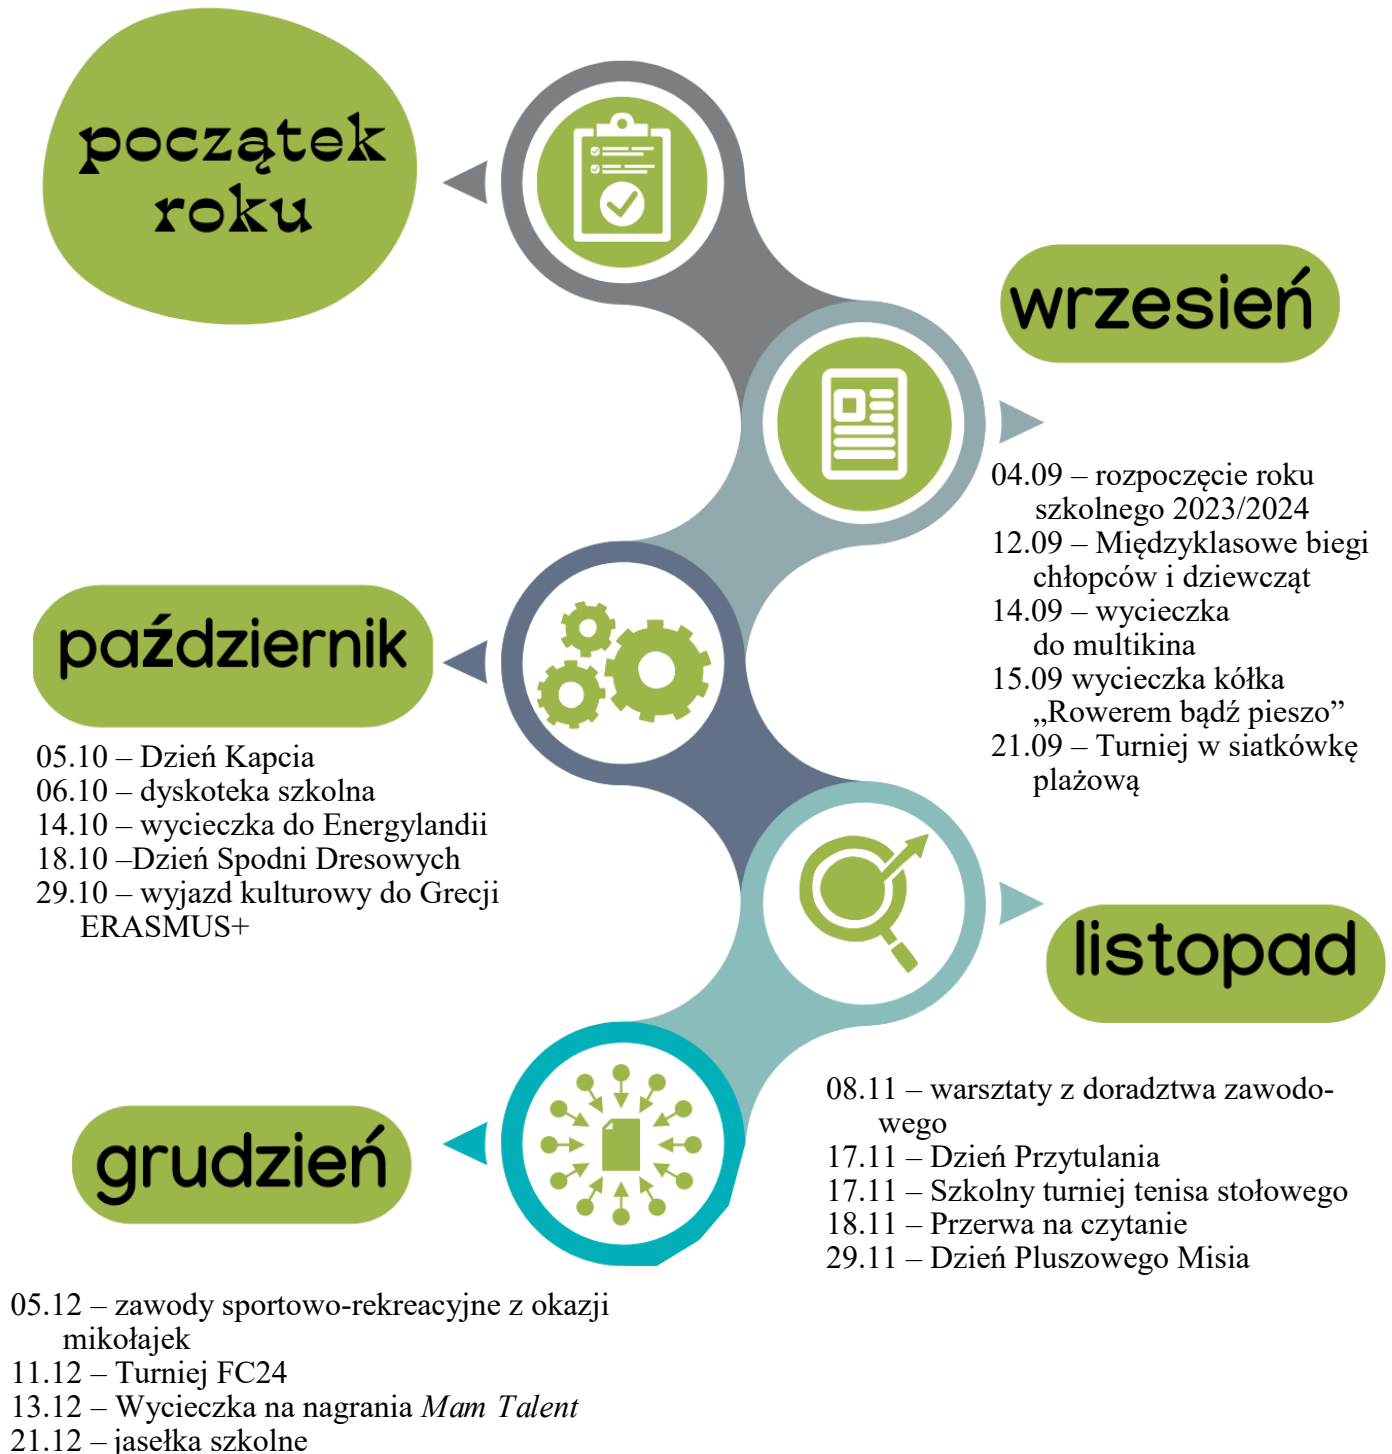 początek
roku
wrzesień
04.09 – rozpoczęcie roku
szkolnego 2023/2024
12.09 – Międzyklasowe biegi
chłopców i dziewcząt
14.09 – wycieczka
do multikina
15.09 wycieczka kółka
„Rowerem bądź pieszo”
21.09 – Turniej w siatkówkę
plażową
październik
05.10 – Dzień Kapcia
06.10 – dyskoteka szkolna
14.10 – wycieczka do Energylandii
18.10 –Dzień Spodni Dresowych
29.10 – wyjazd kulturowy do Grecji
ERASMUS+
listopad
08.11 – warsztaty z doradztwa zawodo-
wego
17.11 – Dzień Przytulania
17.11 – Szkolny turniej tenisa stołowego
18.11 – Przerwa na czytanie
29.11 – Dzień Pluszowego Misia
grudzień
05.12 – zawody sportowo-rekreacyjne z okazji
mikołajek
11.12 – Turniej FC24
13.12 – Wycieczka na nagrania Mam Talent
21.12 – jasełka szkolne